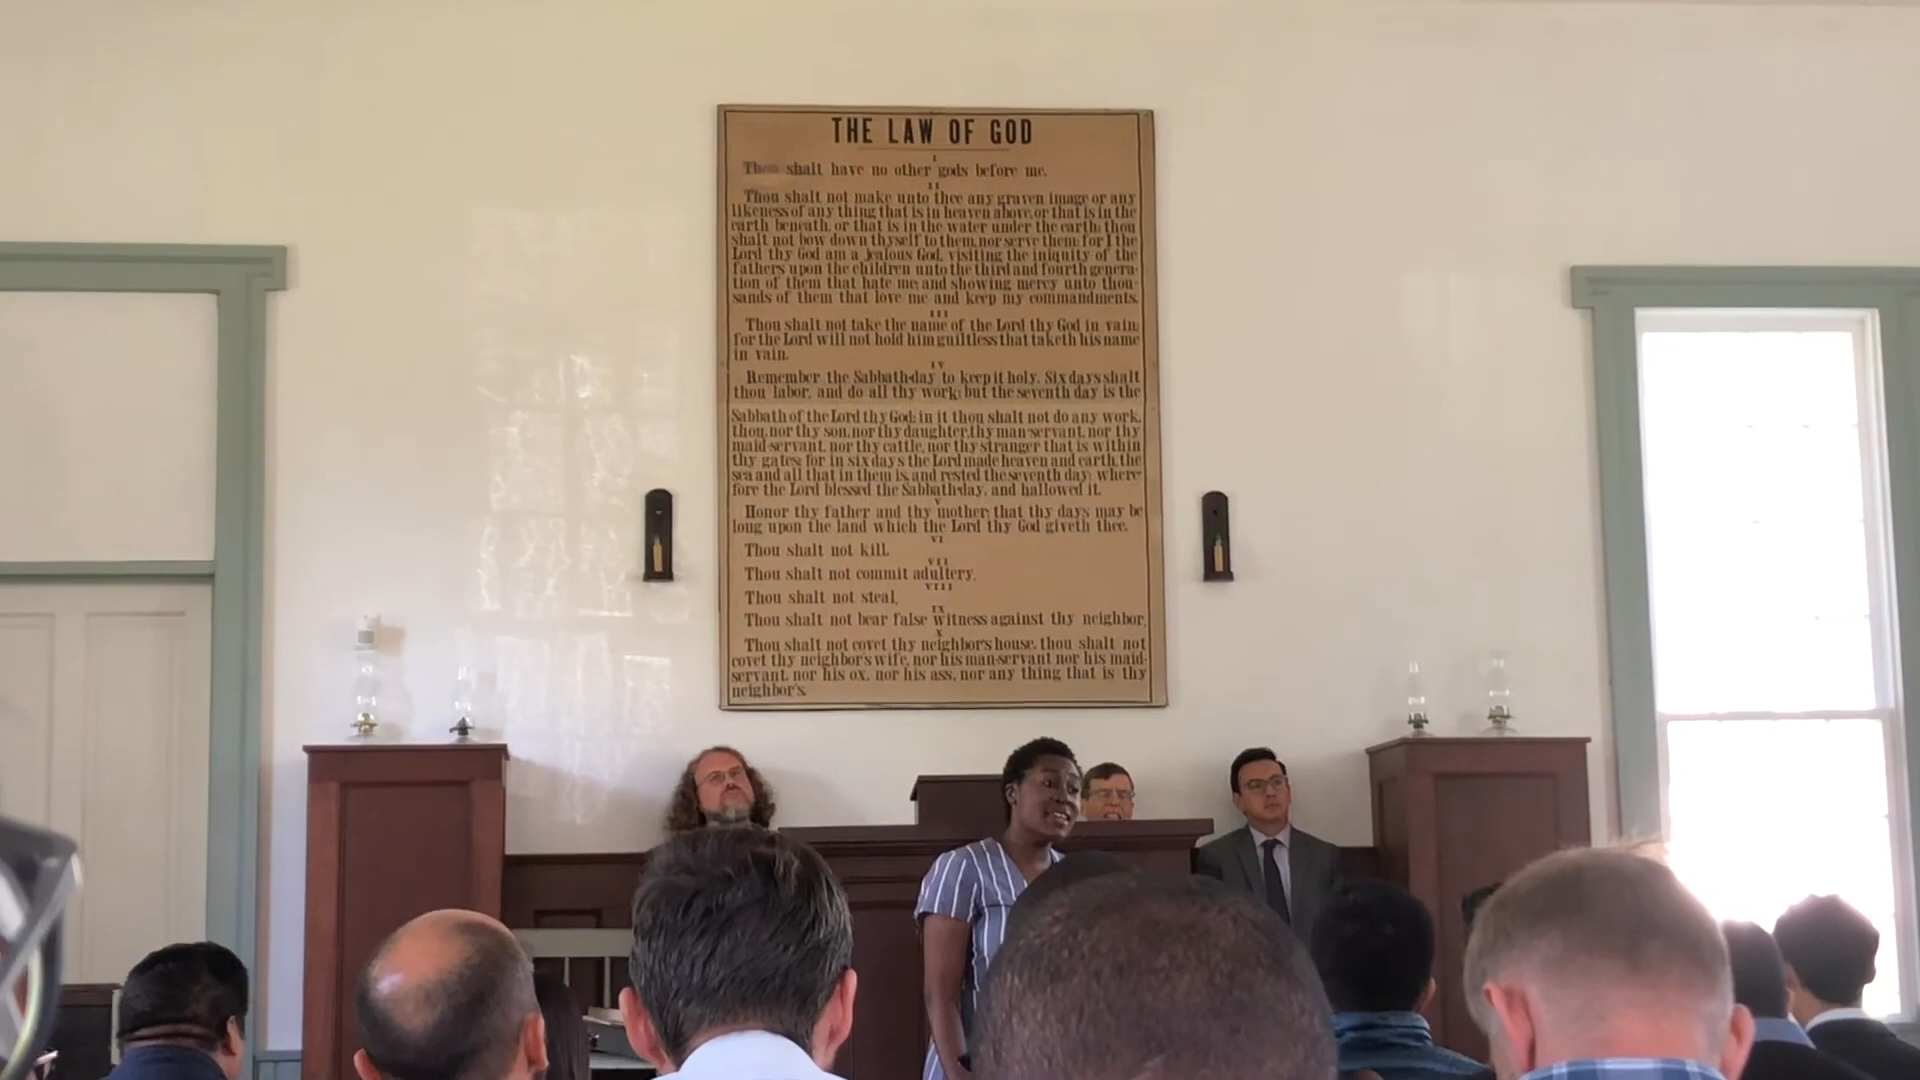 THE LAW OF GOD
I
Thou shalt have no other gods before me.
II
Thou shalt not make unto thee any graven image or any
likeness of any thing that is in heaven above, or that is in the
earth beneath, or that is in the water under the earth: thou
shalt not bow down thyself to them, nor serve them: for I the
Lord thy God am a jealous God, visiting the iniquity of the
fathers upon the children unto the third and fourth genera-
tion of them that hate me; and showing mercy unto thou-
sands of them that love me and keep my commandments.
III
Thou shalt not take the name of the Lord thy God in vain:
for the Lord will not hold him guiltless that taketh his name
in vain.
IV
Remember the Sabbath-day to keep it holy. Six days shalt
thou labor, and do all thy work: but the seventh day is the
Sabbath of the Lord thy God: in it thou shalt not do any work,
thou, nor thy son, nor thy daughter, thy man-servant, nor thy
maid-servant, nor thy cattle, nor thy stranger that is within
thy gates: for in six days the Lord made heaven and earth, the
sea and all that in them is, and rested the seventh day; where-
fore the Lord blessed the Sabbath-day, and hallowed it.
V
Honor thy father and thy mother: that thy days may be
long upon the land which the Lord thy God giveth thee.
VI
Thou shalt not kill.
VII
Thou shalt not commit adultery.
VIII
Thou shalt not steal.
IX
Thou shalt not bear false witness against thy neighbor.
X
Thou shalt not covet thy neighbor's house, thou shalt not
covet thy neighbor's wife, nor his man-servant nor his maid-
servant, nor his ox, nor his ass, nor any thing that is thy
neighbor's.